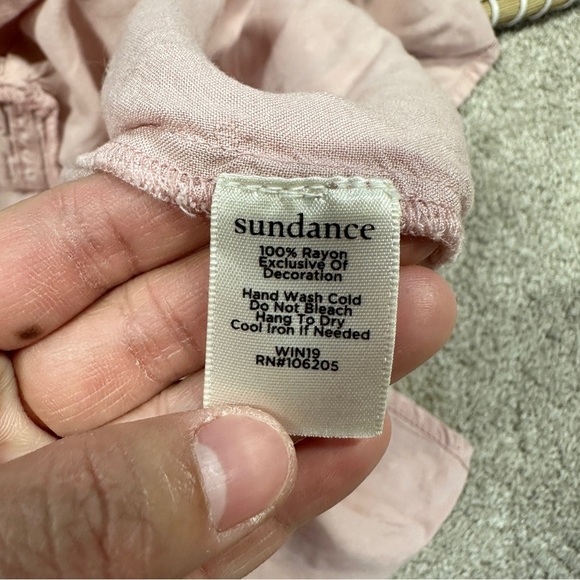 sundance
100% Rayon
Exclusive Of
Decoration
Hand Wash Cold
Do Not Bleach
Hang To Dry
Cool Iron If Needed
WIN19
RN#106205